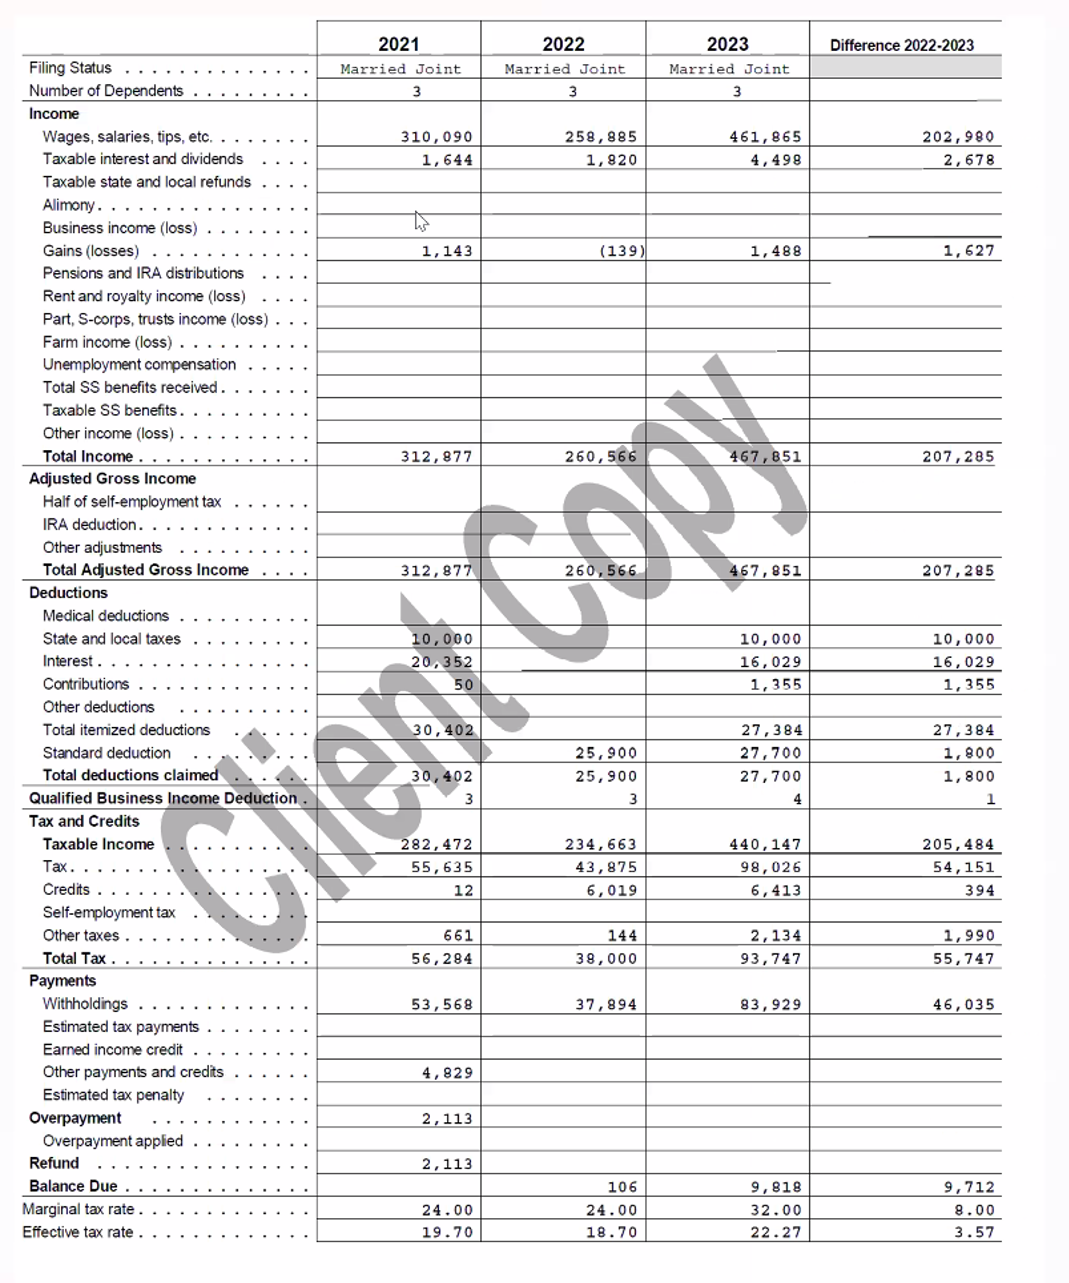 2021 2022 2023 Difference 2022-2023
Filing Status . . . . . . . . . . . . . . Married Joint Married Joint Married Joint
Number of Dependents . . . . . . . . . 3 3 3
Income
Wages, salaries, tips, etc. . . . . . . . 310,090 258,885 461,865 202,980
Taxable interest and dividends . . . . 1,644 1,820 4,498 2,678
Taxable state and local refunds . . . .
Alimony . . . . . . . . . . . . . . . .
Business income (loss) . . . . . . . .
Gains (losses) . . . . . . . . . . . . 1,143 (139) 1,488 1,627
Pensions and IRA distributions . . . .
Rent and royalty income (loss) . . . .
Part, S-corps, trusts income (loss) . . .
Farm income (loss) . . . . . . . . . .
Unemployment compensation . . . . .
Total SS benefits received . . . . . . .
Taxable SS benefits . . . . . . . . . .
Other income (loss) . . . . . . . . . .
Total Income . . . . . . . . . . . . . 312,877 260,566 467,851 207,285
Adjusted Gross Income
Half of self-employment tax . . . . . .
IRA deduction . . . . . . . . . . . . .
Other adjustments . . . . . . . . . .
Total Adjusted Gross Income . . . . 312,877 260,566 467,851 207,285
Deductions
Medical deductions . . . . . . . . . .
State and local taxes . . . . . . . . . 10,000 10,000 10,000
Interest . . . . . . . . . . . . . . . . 20,352 16,029 16,029
Contributions . . . . . . . . . . . . . 50 1,355 1,355
Other deductions . . . . . . . . . .
Total itemized deductions . . . . . . 30,402 27,384 27,384
Standard deduction . . . . . . . . . 25,900 27,700 1,800
Total deductions claimed . . . . . . 30,402 25,900 27,700 1,800
Qualified Business Income Deduction . 3 3 4 1
Tax and Credits
Taxable Income . . . . . . . . . . . 282,472 234,663 440,147 205,484
Tax . . . . . . . . . . . . . . . . . . 55,635 43,875 98,026 54,151
Credits . . . . . . . . . . . . . . . . 12 6,019 6,413 394
Self-employment tax . . . . . . . . .
Other taxes . . . . . . . . . . . . . . 661 144 2,134 1,990
Total Tax . . . . . . . . . . . . . . . 56,284 38,000 93,747 55,747
Payments
Withholdings . . . . . . . . . . . . . 53,568 37,894 83,929 46,035
Estimated tax payments . . . . . . . .
Earned income credit . . . . . . . . .
Other payments and credits . . . . . . 4,829
Estimated tax penalty . . . . . . . .
Overpayment . . . . . . . . . . . . 2,113
Overpayment applied . . . . . . . . .
Refund . . . . . . . . . . . . . . . . 2,113
Balance Due . . . . . . . . . . . . . . 106 9,818 9,712
Marginal tax rate . . . . . . . . . . . . . 24.00 24.00 32.00 8.00
Effective tax rate . . . . . . . . . . . . . 19.70 18.70 22.27 3.57
Client Copy